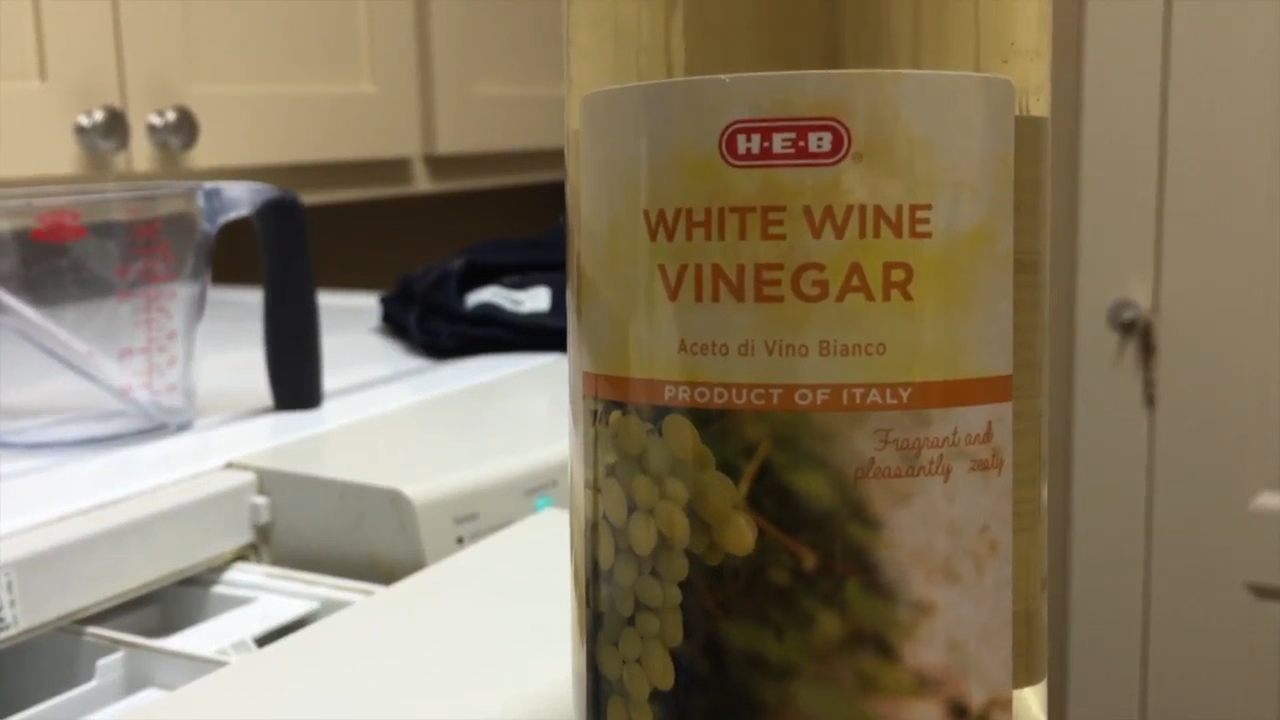 H-E-B
WHITE WINE
VINEGAR
Aceto di Vino Bianco
PRODUCT OF ITALY
Fragrant and
pleasantly zesty